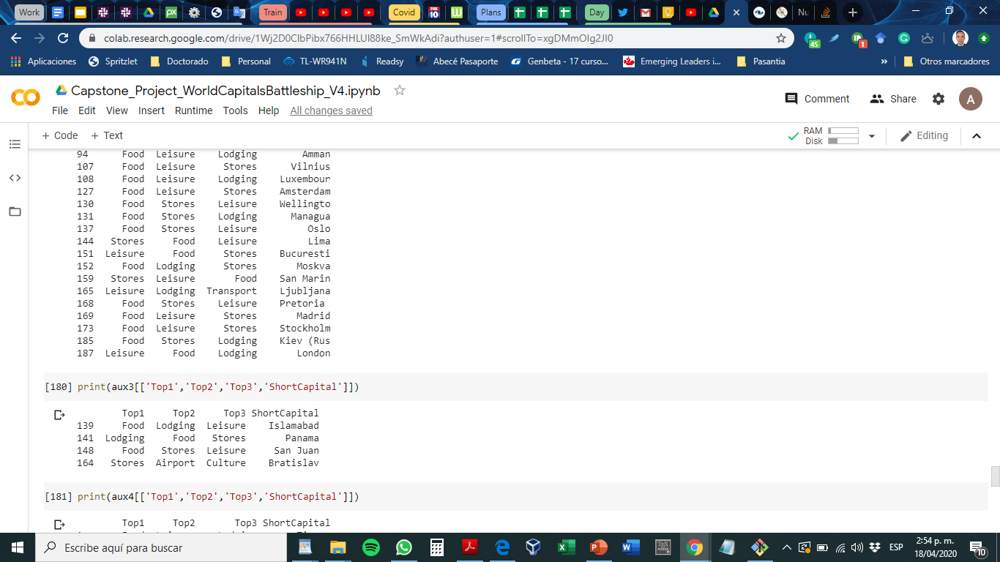 Work
Train
Covid
Plans
Day
Nu
colab.research.google.com/drive/1Wj2D0CIbPibx766HHLUI88ke_SmWkAdi?authuser=1#scrollTo=xgDMmOIg2JI0
45
1
Aplicaciones Spritzlet Doctorado Personal TL-WR941N Readsy Abecé Pasaporte Genbeta - 17 curso... Emerging Leaders i... Pasantia » Otros marcadores
CO Capstone_Project_WorldCapitalsBattleship_V4.ipynb
Comment Share A
File Edit View Insert Runtime Tools Help All changes saved
+ Code + Text
RAM
Disk
Editing
94 Food Leisure Lodging Amman
107 Food Leisure Stores Vilnius
108 Food Leisure Lodging Luxembour
127 Food Leisure Stores Amsterdam
130 Food Stores Leisure Wellingto
131 Food Stores Lodging Managua
137 Food Stores Leisure Oslo
144 Stores Food Leisure Lima
151 Leisure Food Stores Bucuresti
152 Food Lodging Stores Moskva
159 Stores Leisure Food San Marin
165 Leisure Lodging Transport Ljubljana
168 Food Stores Leisure Pretoria
169 Food Leisure Stores Madrid
173 Food Leisure Stores Stockholm
185 Food Stores Lodging Kiev (Rus
187 Leisure Food Lodging London
[180] print(aux3[['Top1','Top2','Top3','ShortCapital']])
Top1 Top2 Top3 ShortCapital
139 Food Lodging Leisure Islamabad
141 Lodging Food Stores Panama
148 Food Stores Leisure San Juan
164 Stores Airport Culture Bratislav
[181] print(aux4[['Top1','Top2','Top3','ShortCapital']])
Top1 Top2 Top3 ShortCapital
Escribe aquí para buscar
ESP
2:54 p. m.
18/04/2020
10